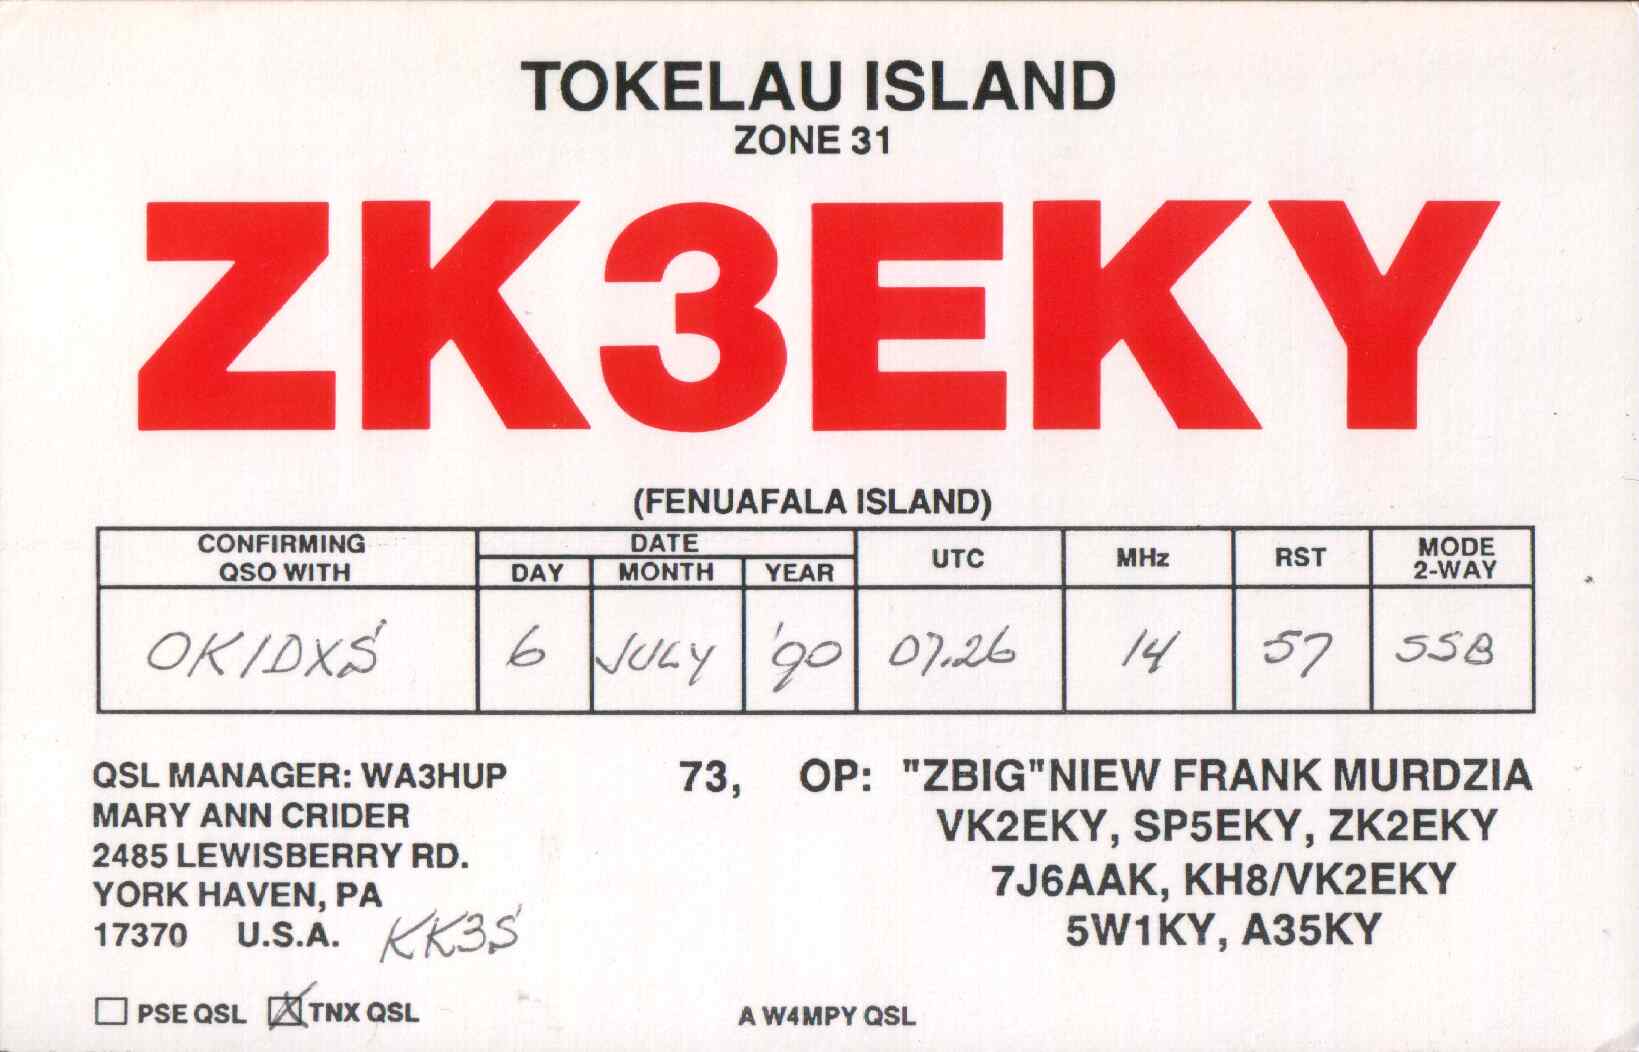 TOKELAU ISLAND
ZONE 31
ZK3EKY
(FENUAFALA ISLAND)
CONFIRMING QSO WITH DATE DAY MONTH YEAR UTC MHz RST MODE 2-WAY
OK1DXS 6 JULY '90 07.26 14 57 SSB
QSL MANAGER: WA3HUP
MARY ANN CRIDER
2485 LEWISBERRY RD.
YORK HAVEN, PA
17370 U.S.A. KK3S
73, OP: "ZBIG"NIEW FRANK MURDZIA
VK2EKY, SP5EKY, ZK2EKY
7J6AAK, KH8/VK2EKY
5W1KY, A35KY
PSE QSL TNX QSL
A W4MPY QSL